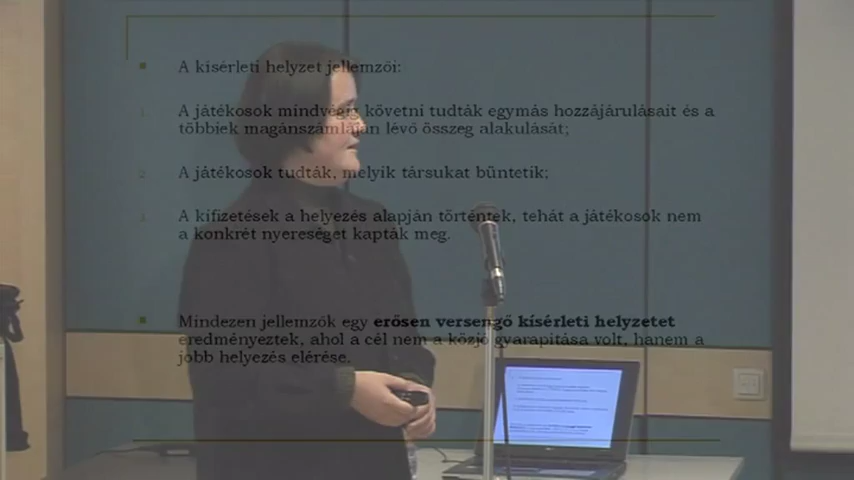 A kísérleti helyzet jellemzői:
1. A játékosok mindvégig követni tudták egymás hozzájárulásait és a
többiek magánszámláján lévő összeg alakulását;
2. A játékosok tudták, melyik társukat büntetik;
3. A kifizetések a helyezés alapján történtek, tehát a játékosok nem
a konkrét nyereséget kapták meg.
Mindezen jellemzők egy erősen versengő kísérleti helyzetet
eredményeztek, ahol a cél nem a közjó gyarapítása volt, hanem a
jobb helyezés elérése.